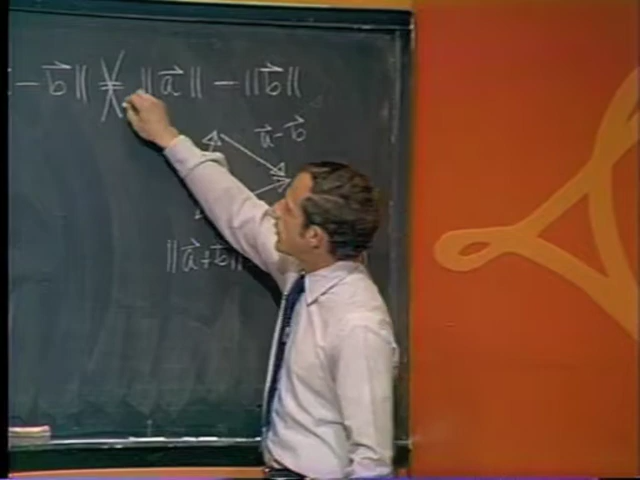 - b⃗ ‖ ≠ ‖a⃗‖ - ‖b⃗‖
a⃗ - b⃗
‖a⃗ + b⃗‖